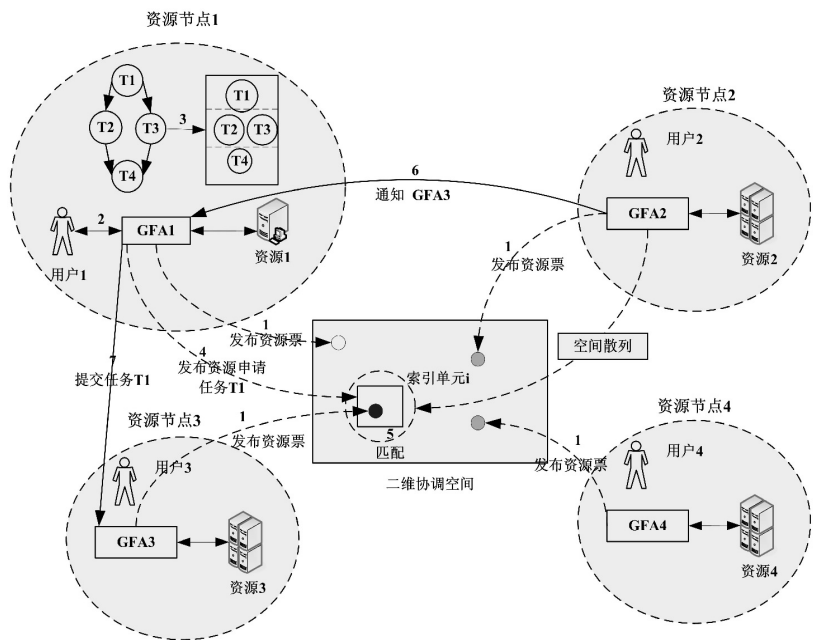 资源节点1
T1
T2
T3
T4
3
T1
T2
T3
T4
2
用户1
GFA1
资源1
6
通知 GFA3
资源节点2
用户2
GFA2
资源2
1
发布资源票
空间散列
1
发布资源票
4
发布资源申请
任务T1
7
提交任务T1
索引单元i
5
匹配
二维协调空间
资源节点3
用户3
1
发布资源票
GFA3
资源3
资源节点4
用户4
1
发布资源票
GFA4
资源4